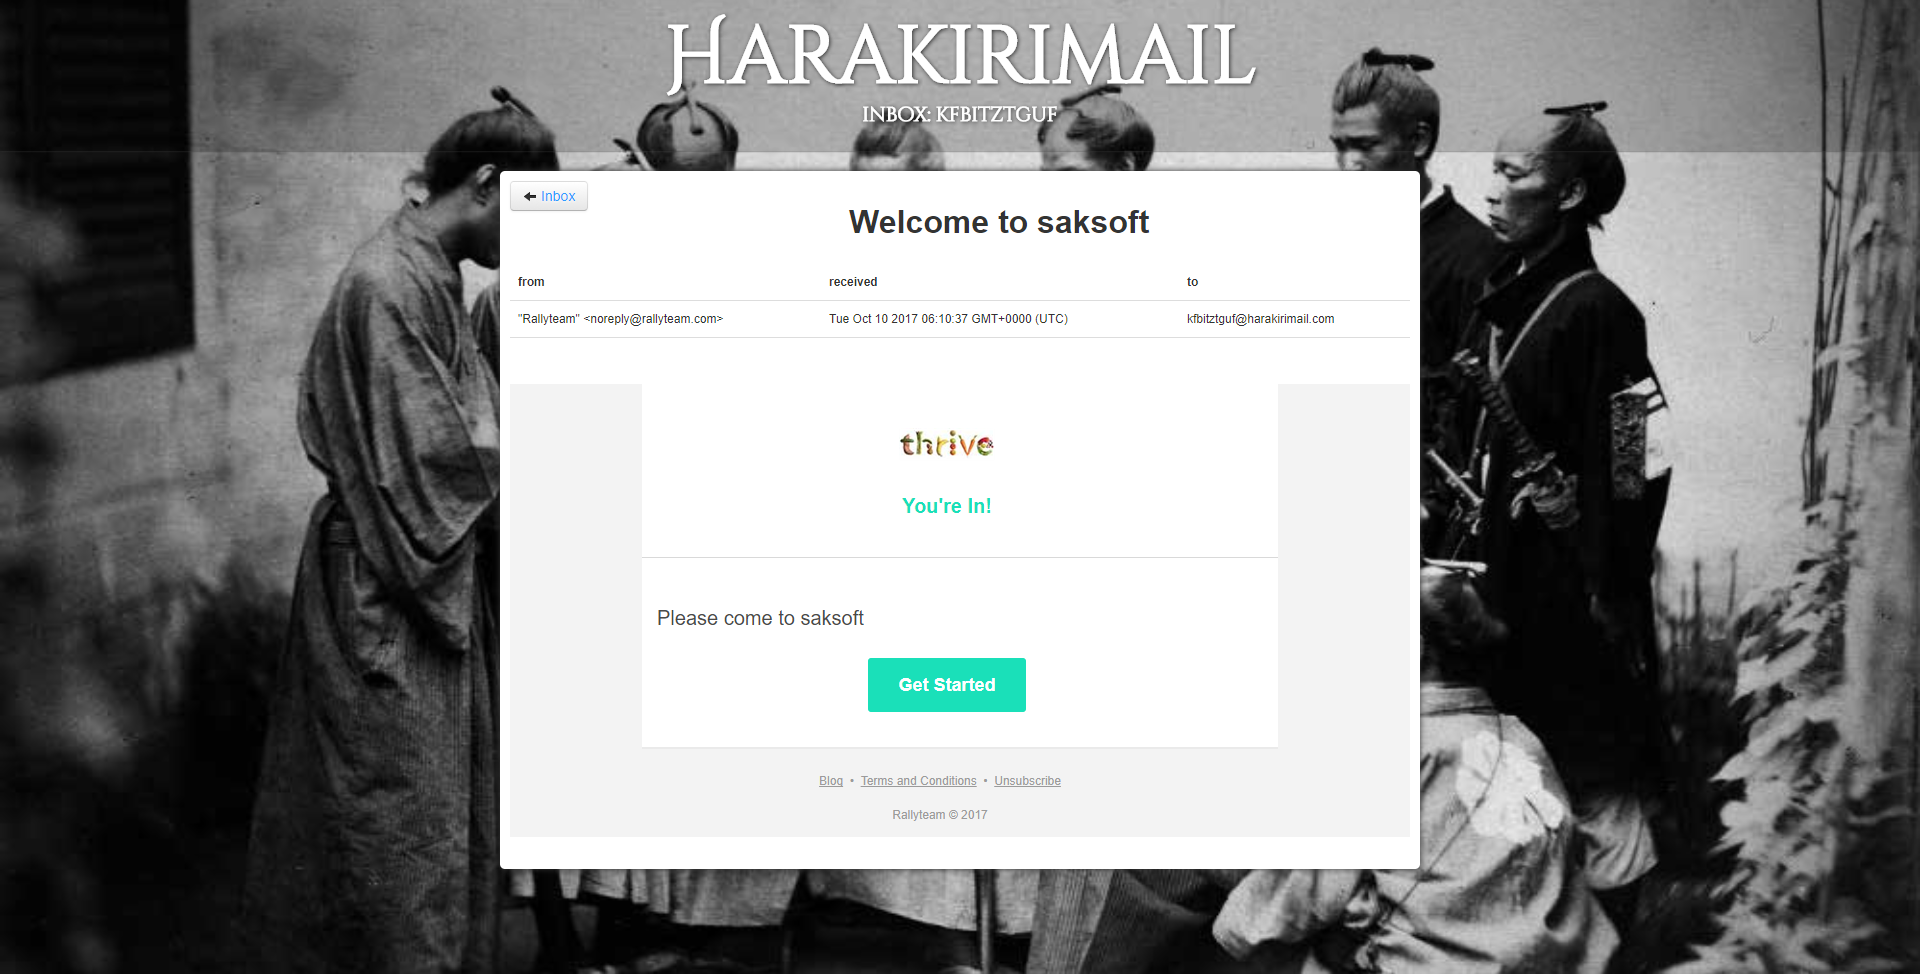 HARAKIRIMAIL
INBOX: KFBITZTGUF
Inbox
Welcome to saksoft
from received to
"Rallyteam" <noreply@rallyteam.com> Tue Oct 10 2017 06:10:37 GMT+0000 (UTC) kfbitztguf@harakirimail.com
thrive
You're In!
Please come to saksoft
Get Started
Blog • Terms and Conditions • Unsubscribe
Rallyteam © 2017